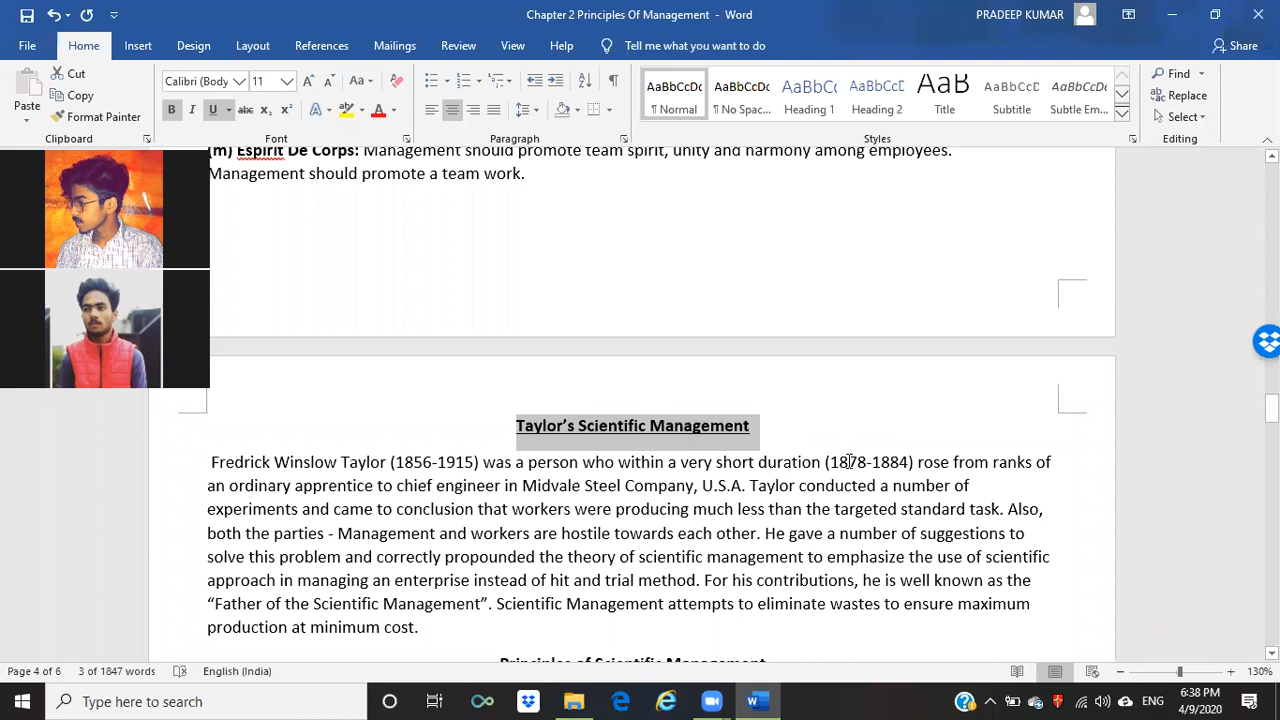 Chapter 2 Principles Of Management - Word
PRADEEP KUMAR
File Home Insert Design Layout References Mailings Review View Help Tell me what you want to do Share
Paste
Cut
Copy
Format Painter
Calibri (Body 11
B I U abc x₂ x²
Aa
A
AaBbCcDc ¶ Normal
AaBbCcDc ¶ No Spac...
AaBbCc Heading 1
AaBbCcC Heading 2
AaB Title
AaBbCcD Subtitle
AaBbCcDc Subtle Em...
Find
Replace
Select
Clipboard Font Paragraph Styles Editing
(m) Espirit De Corps: Management should promote team spirit, unity and harmony among employees.
Management should promote a team work.
Taylor’s Scientific Management
Fredrick Winslow Taylor (1856-1915) was a person who within a very short duration (1878-1884) rose from ranks of
an ordinary apprentice to chief engineer in Midvale Steel Company, U.S.A. Taylor conducted a number of
experiments and came to conclusion that workers were producing much less than the targeted standard task. Also,
both the parties - Management and workers are hostile towards each other. He gave a number of suggestions to
solve this problem and correctly propounded the theory of scientific management to emphasize the use of scientific
approach in managing an enterprise instead of hit and trial method. For his contributions, he is well known as the
“Father of the Scientific Management”. Scientific Management attempts to eliminate wastes to ensure maximum
production at minimum cost.
Principles of Scientific Management
Page 4 of 6 3 of 1847 words English (India) 130%
Type here to search
ENG
6:38 PM
4/9/2020